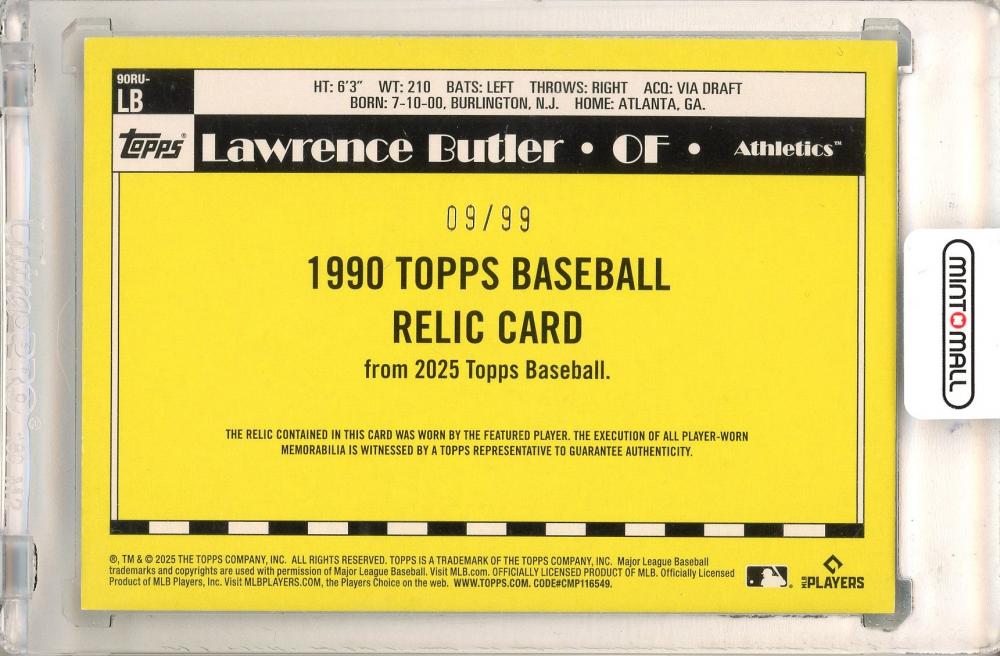 90RU-
LB
HT: 6'3" WT: 210 BATS: LEFT THROWS: RIGHT ACQ: VIA DRAFT
BORN: 7-10-00, BURLINGTON, N.J. HOME: ATLANTA, GA.
Topps®
Lawrence Butler • OF • Athletics™
09/99
1990 TOPPS BASEBALL
RELIC CARD
from 2025 Topps Baseball.
THE RELIC CONTAINED IN THIS CARD WAS WORN BY THE FEATURED PLAYER. THE EXECUTION OF ALL PLAYER-WORN
MEMORABILIA IS WITNESSED BY A TOPPS REPRESENTATIVE TO GUARANTEE AUTHENTICITY.
®, TM & © 2025 THE TOPPS COMPANY, INC. ALL RIGHTS RESERVED. TOPPS IS A TRADEMARK OF THE TOPPS COMPANY, INC. Major League Baseball
trademarks and copyrights are used with permission of Major League Baseball. Visit MLB.com. OFFICIALLY LICENSED PRODUCT OF MLB. Officially Licensed
Product of MLB Players, Inc. Visit MLBPLAYERS.COM, the Players Choice on the web. WWW.TOPPS.COM. CODE#CMP116549.
MLB PLAYERS
MINTOMALL